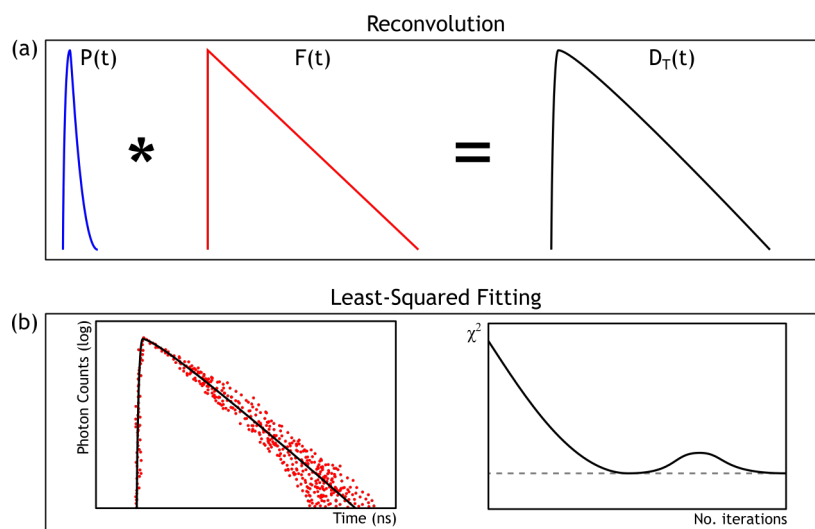 Reconvolution
(a)
P(t)
F(t)
D_T(t)
*
=
Least-Squared Fitting
(b)
Photon Counts (log)
Time (ns)
χ²
No. iterations